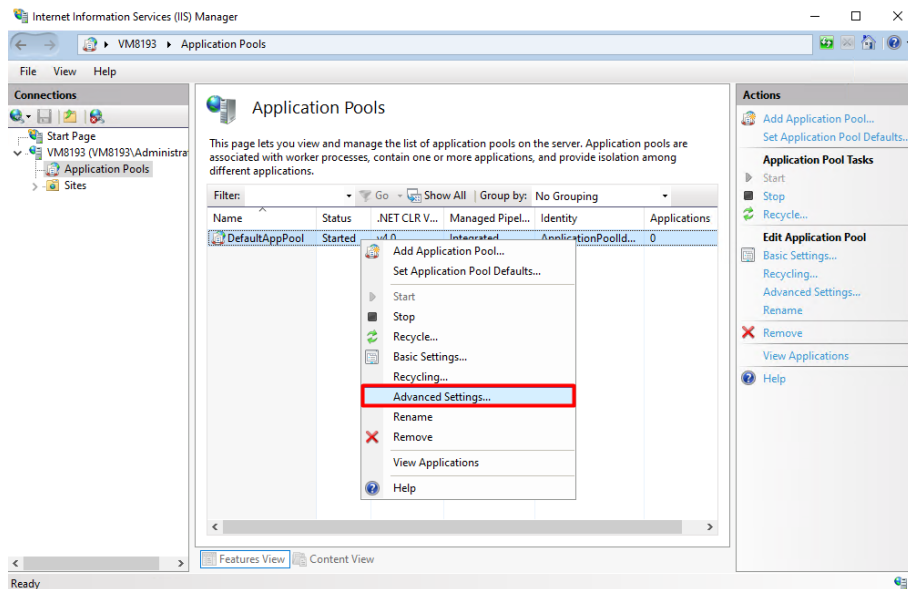 Internet Information Services (IIS) Manager
VM8193
Application Pools
File View Help
Connections
Start Page
VM8193 (VM8193\Administra
Application Pools
Sites
Application Pools
This page lets you view and manage the list of application pools on the server. Application pools are
associated with worker processes, contain one or more applications, and provide isolation among
different applications.
Filter: Go Show All Group by: No Grouping
Name Status .NET CLR V... Managed Pipel... Identity Applications
DefaultAppPool Started v4.0 Integrated ApplicationPoolId... 0
Add Application Pool...
Set Application Pool Defaults...
Start
Stop
Recycle...
Basic Settings...
Recycling...
Advanced Settings...
Rename
Remove
View Applications
Help
Features View Content View
Actions
Add Application Pool...
Set Application Pool Defaults...
Application Pool Tasks
Start
Stop
Recycle...
Edit Application Pool
Basic Settings...
Recycling...
Advanced Settings...
Rename
Remove
View Applications
Help
Ready